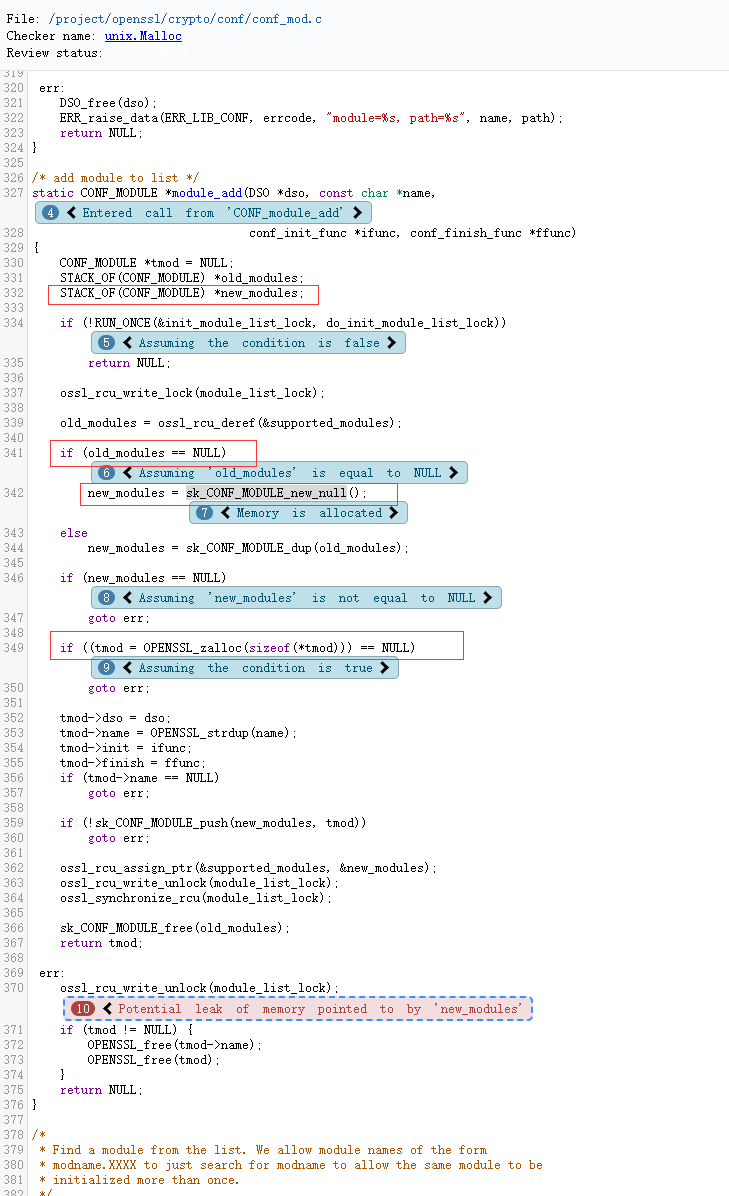 File: /project/openssl/crypto/conf/conf_mod.c
Checker name: unix.Malloc
Review status:
319
320 err:
321 DSO_free(dso);
322 ERR_raise_data(ERR_LIB_CONF, errcode, "module=%s, path=%s", name, path);
323 return NULL;
324 }
325
326 /* add module to list */
327 static CONF_MODULE *module_add(DSO *dso, const char *name,
4 Entered call from 'CONF_module_add'
328 conf_init_func *ifunc, conf_finish_func *ffunc)
329 {
330 CONF_MODULE *tmod = NULL;
331 STACK_OF(CONF_MODULE) *old_modules;
332 STACK_OF(CONF_MODULE) *new_modules;
333
334 if (!RUN_ONCE(&init_module_list_lock, do_init_module_list_lock))
5 Assuming the condition is false
335 return NULL;
336
337 ossl_rcu_write_lock(module_list_lock);
338
339 old_modules = ossl_rcu_deref(&supported_modules);
340
341 if (old_modules == NULL)
6 Assuming 'old_modules' is equal to NULL
342 new_modules = sk_CONF_MODULE_new_null();
7 Memory is allocated
343 else
344 new_modules = sk_CONF_MODULE_dup(old_modules);
345
346 if (new_modules == NULL)
8 Assuming 'new_modules' is not equal to NULL
347 goto err;
348
349 if ((tmod = OPENSSL_zalloc(sizeof(*tmod))) == NULL)
9 Assuming the condition is true
350 goto err;
351
352 tmod->dso = dso;
353 tmod->name = OPENSSL_strdup(name);
354 tmod->init = ifunc;
355 tmod->finish = ffunc;
356 if (tmod->name == NULL)
357 goto err;
358
359 if (!sk_CONF_MODULE_push(new_modules, tmod))
360 goto err;
361
362 ossl_rcu_assign_ptr(&supported_modules, &new_modules);
363 ossl_rcu_write_unlock(module_list_lock);
364 ossl_synchronize_rcu(module_list_lock);
365
366 sk_CONF_MODULE_free(old_modules);
367 return tmod;
368
369 err:
370 ossl_rcu_write_unlock(module_list_lock);
10 Potential leak of memory pointed to by 'new_modules'
371 if (tmod != NULL) {
372 OPENSSL_free(tmod->name);
373 OPENSSL_free(tmod);
374 }
375 return NULL;
376 }
377
378 /*
379 * Find a module from the list. We allow module names of the form
380 * modname.XXXX to just search for modname to allow the same module to be
381 * initialized more than once.
382 */